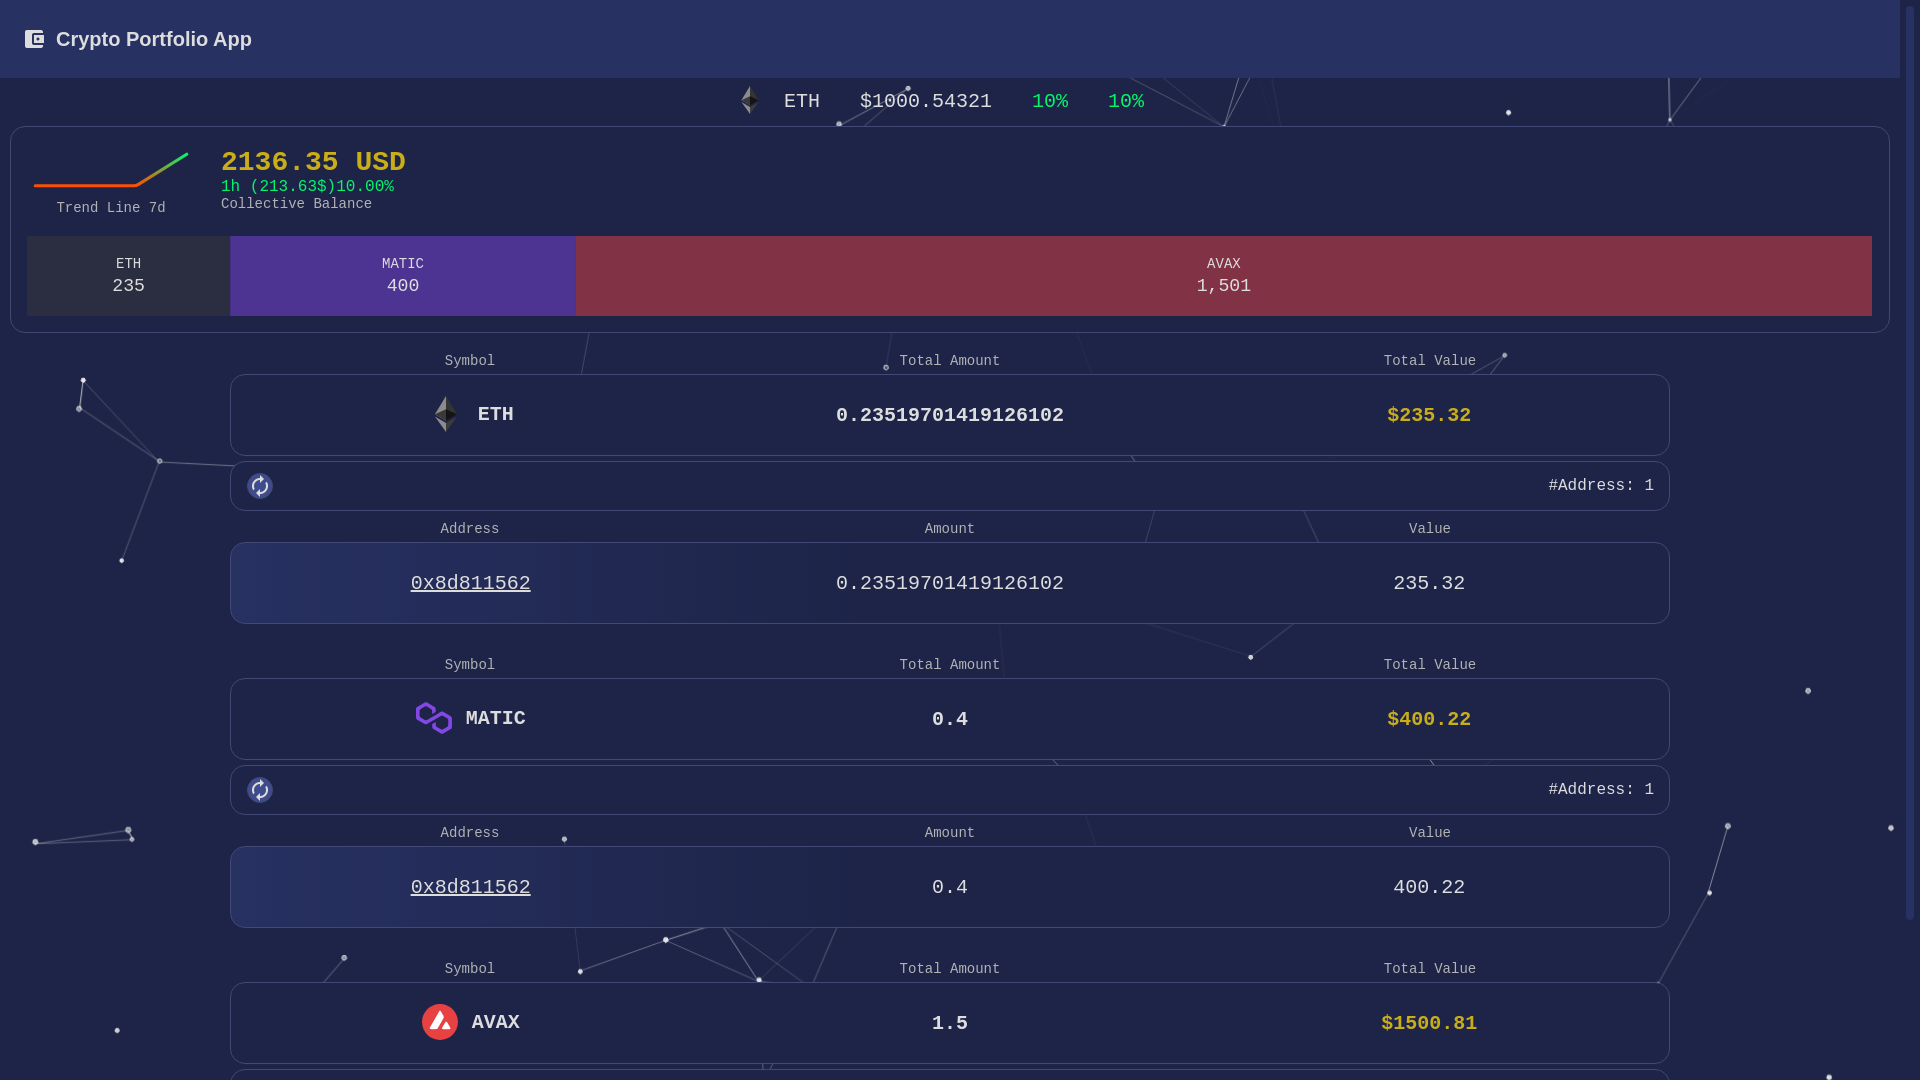 Crypto Portfolio App
ETH $1000.54321 10% 10%
2136.35 USD
1h (213.63$)10.00%
Collective Balance
Trend Line 7d
ETH MATIC AVAX
235 400 1,501
Symbol Total Amount Total Value
ETH 0.23519701419126102 $235.32
#Address: 1
Address Amount Value
0x8d811562 0.23519701419126102 235.32
Symbol Total Amount Total Value
MATIC 0.4 $400.22
#Address: 1
Address Amount Value
0x8d811562 0.4 400.22
Symbol Total Amount Total Value
AVAX 1.5 $1500.81